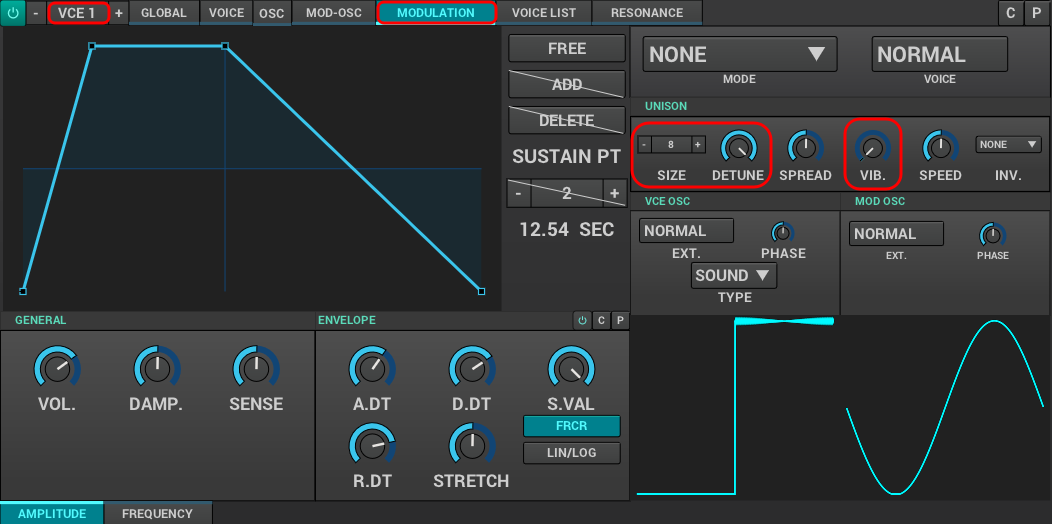 - VCE 1 + GLOBAL VOICE OSC MOD-OSC MODULATION VOICE LIST RESONANCE C P
FREE
ADD
DELETE
SUSTAIN PT
- 2 +
12.54 SEC
NONE NORMAL
MODE VOICE
UNISON
- 8 + NONE
SIZE DETUNE SPREAD VIB. SPEED INV.
VCE OSC MOD OSC
NORMAL NORMAL
EXT. PHASE EXT. PHASE
SOUND
TYPE
GENERAL ENVELOPE C P
VOL. DAMP. SENSE A.DT D.DT S.VAL
FRCR
LIN/LOG
R.DT STRETCH
AMPLITUDE FREQUENCY